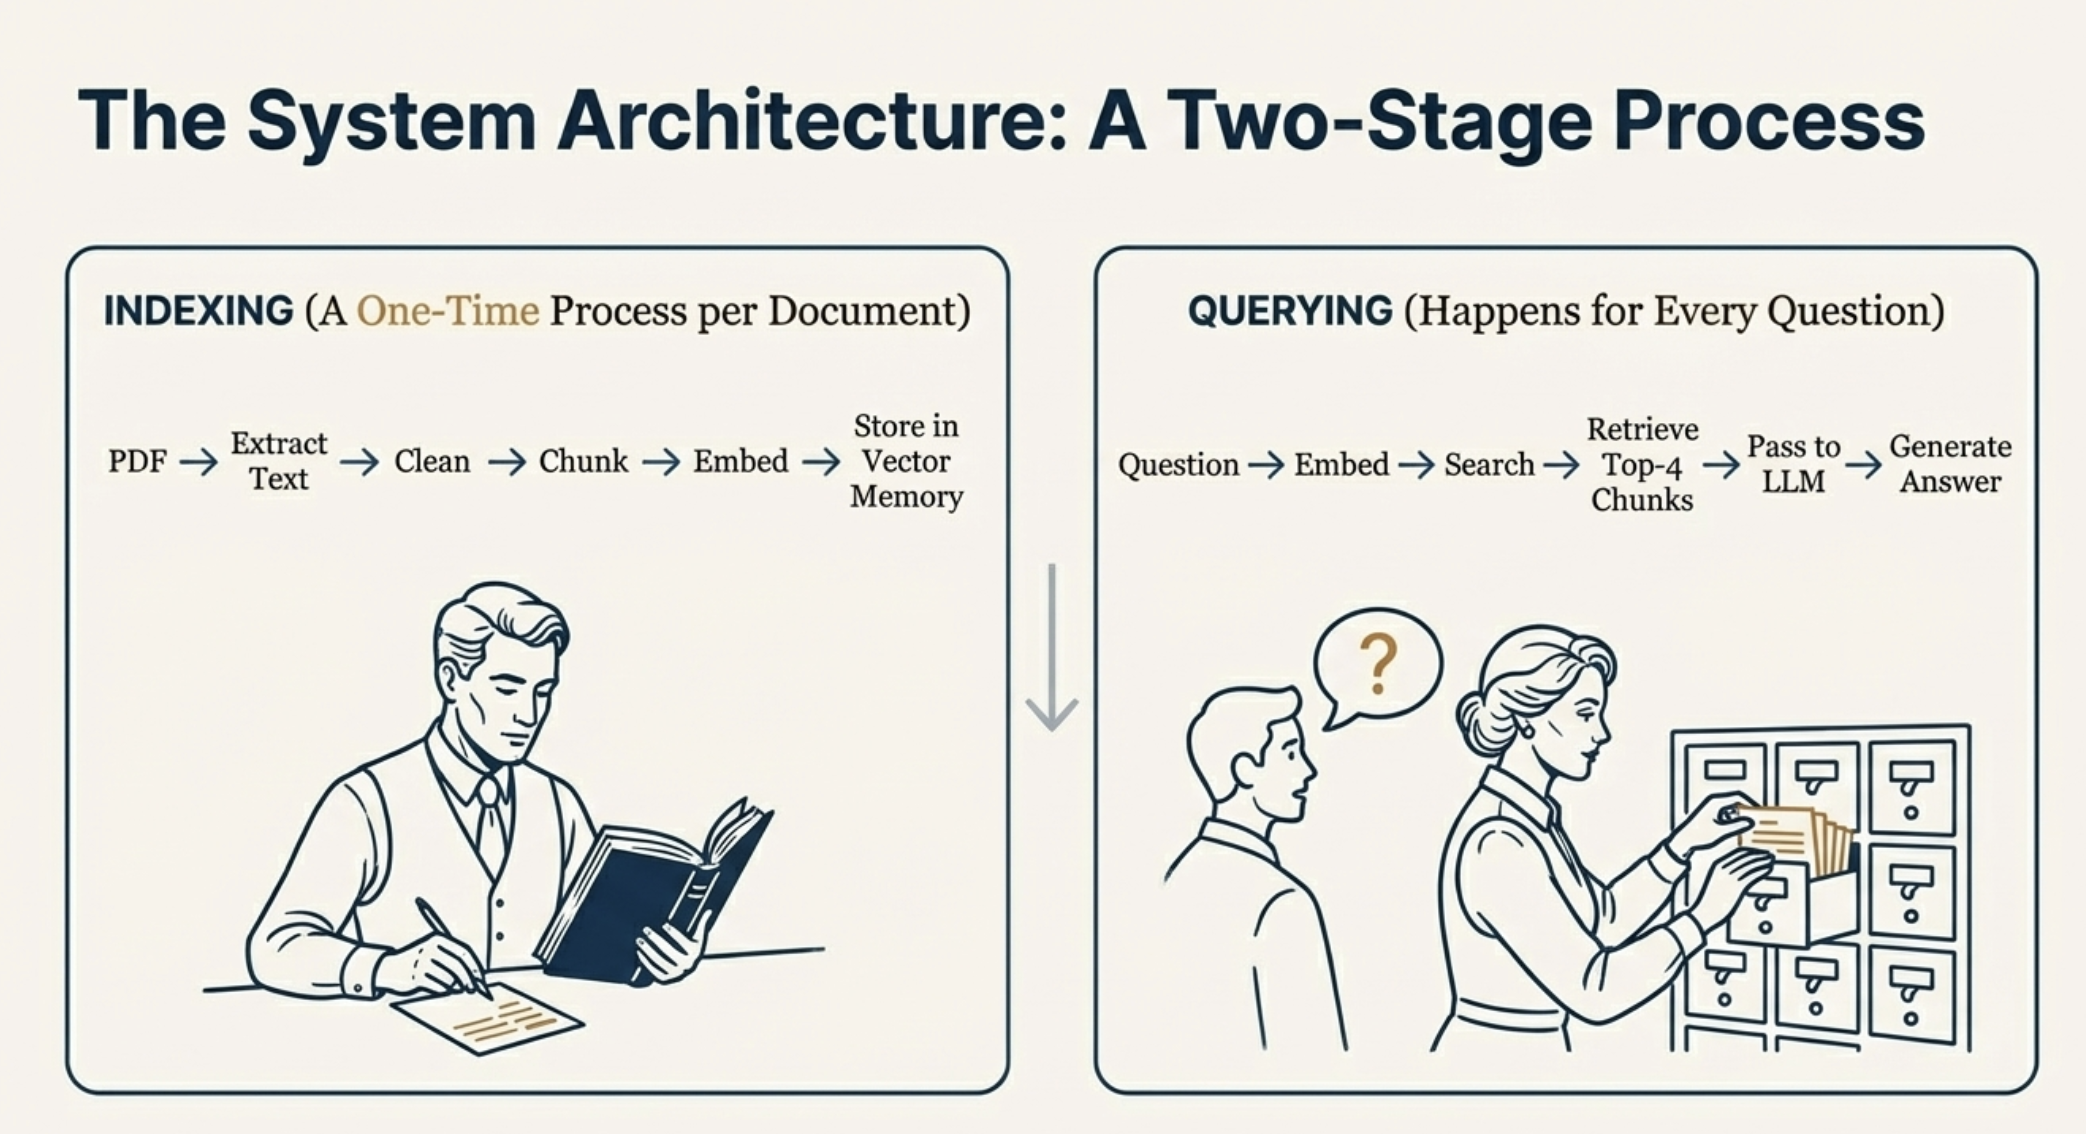 The System Architecture: A Two-Stage Process
INDEXING (A One-Time Process per Document)
PDF → Extract Text → Clean → Chunk → Embed → Store in Vector Memory
QUERYING (Happens for Every Question)
Question → Embed → Search → Retrieve Top-4 Chunks → Pass to LLM → Generate Answer
?